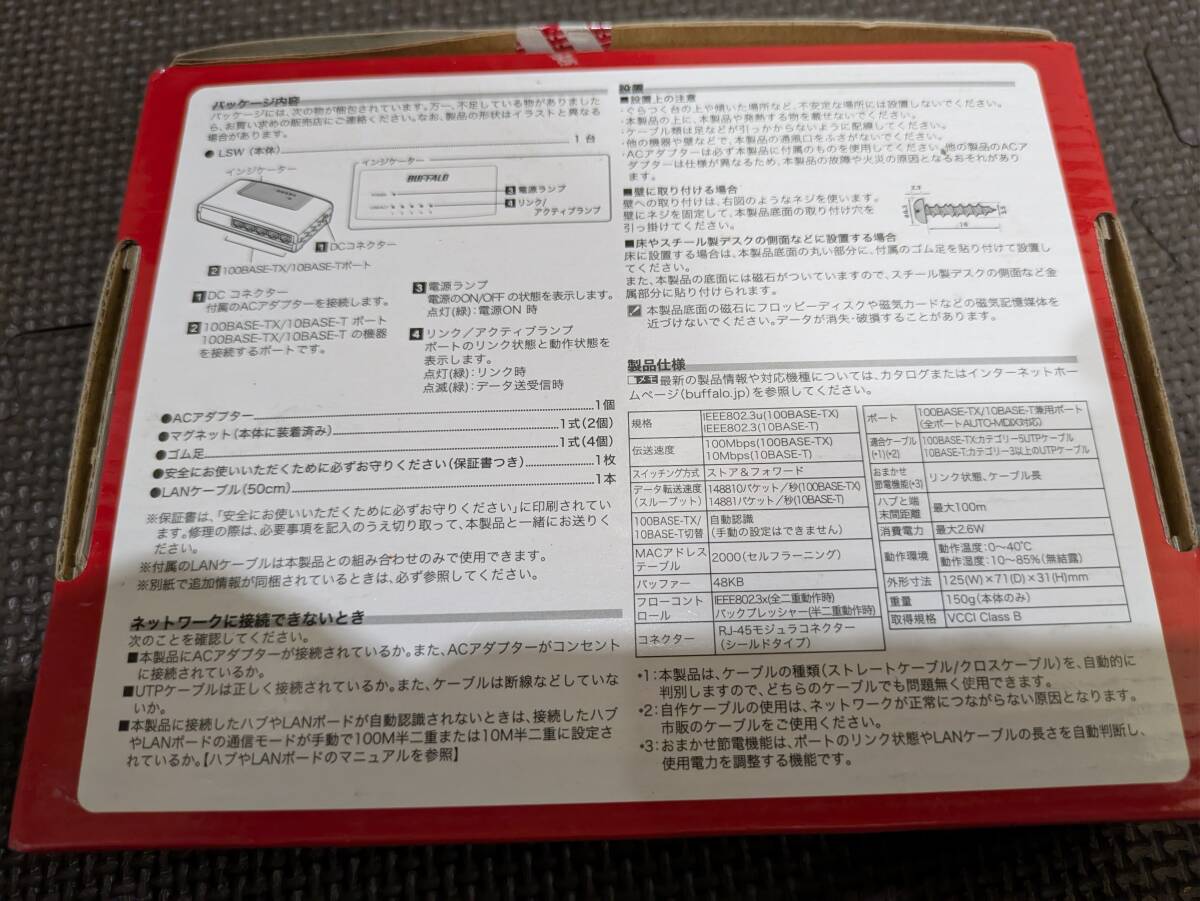 パッケージ内容
パッケージには、次の物が梱包されています。万一、不足している物がありました
ら、お買い求めの販売店にご連絡ください。なお、製品の形状はイラストと異なる
場合があります。
●LSW(本体) 1台
インジケーター
インジケーター
BUFFALO
3 電源ランプ
4 リンク/
アクティブランプ
1 DCコネクター
2 100BASE-TX/10BASE-Tポート
1 DC コネクター
付属のACアダプターを接続します。
2 100BASE-TX/10BASE-T ポート
100BASE-TX/10BASE-T の機器
を接続するポートです。
3 電源ランプ
電源のON/OFF の状態を表示します。
点灯(緑):電源ON 時
4 リンク/アクティブランプ
ポートのリンク状態と動作状態を
表示します。
点灯(緑):リンク時
点滅(緑):データ送受信時
●ACアダプター 1個
●マグネット(本体に装着済み) 1式(2個)
●ゴム足 1式(4個)
●安全にお使いいただくために必ずお守りください(保証書つき) 1枚
●LANケーブル(50cm) 1本
※保証書は、「安全にお使いいただくために必ずお守りください」に印刷されてい
ます。修理の際は、必要事項を記入のうえ切り取って、本製品と一緒にお送りく
ださい。
※付属のLANケーブルは本製品との組み合わせのみで使用できます。
※別紙で追加情報が同梱されているときは、必ず参照してください。
ネットワークに接続できないとき
次のことを確認してください。
■本製品にACアダプターが接続されているか。また、ACアダプターがコンセント
に接続されているか。
■UTPケーブルは正しく接続されているか。また、ケーブルは断線などしていな
いか。
■本製品に接続したハブやLANボードが自動認識されないときは、接続したハブ
やLANボードの通信モードが手動で100M半二重または10M半二重に設定さ
れているか。【ハブやLANボードのマニュアルを参照】
設置
■設置上の注意
・ぐらつく台の上や傾いた場所など、不安定な場所には設置しないでください。
・本製品の上に、本製品や発熱する物を載せないでください。
・ケーブル類は足などが引っかからないように配線してください。
・他の機器や壁などで、本製品の通風口をふさがないでください。
・ACアダプターは必ず本製品に付属のものを使用してください。他の製品のACア
ダプターは仕様が異なるため、本製品の故障や火災の原因となるおそれがあり
ます。
■壁に取り付ける場合
壁への取り付けは、右図のようなネジを使います。
壁にネジを固定して、本製品底面の取り付け穴を
引っ掛けてください。
16
■床やスチール製デスクの側面などに設置する場合
床に設置する場合は、本製品底面の丸い部分に、付属のゴム足を貼り付けて設置し
てください。
また、本製品の底面には磁石がついていますので、スチール製デスクの側面など金
属部分に貼り付けられます。
本製品底面の磁石にフロッピーディスクや磁気カードなどの磁気記憶媒体を
近づけないでください。データが消失・破損することがあります。
製品仕様
メモ 最新の製品情報や対応機種については、カタログまたはインターネットホー
ムページ(buffalo.jp)を参照してください。
規格 IEEE802.3u(100BASE-TX)
IEEE802.3(10BASE-T)
伝送速度 100Mbps(100BASE-TX)
10Mbps(10BASE-T)
スイッチング方式 ストア&フォワード
データ転送速度 148810パケット/秒(100BASE-TX)
(スループット) 14881パケット/秒(10BASE-T)
100BASE-TX/ 自動認識
10BASE-T切替 (手動の設定はできません)
MACアドレス
テーブル 2000(セルフラーニング)
バッファー 48KB
フローコント IEEE802.3x(全二重動作時)
ロール バックプレッシャー(半二重動作時)
コネクター RJ-45モジュラコネクター
(シールドタイプ)
ポート 100BASE-TX/10BASE-T兼用ポート
(全ポートAUTO-MDIX対応)
適合ケーブル 100BASE-TX:カテゴリー5UTPケーブル
(*1)(*2) 10BASE-T:カテゴリー3以上のUTPケーブル
おまかせ
節電機能(*3) リンク状態、ケーブル長
ハブと端
末間距離 最大100m
消費電力 最大2.6W
動作環境 動作温度:0~40℃
動作湿度:10~85%(無結露)
外形寸法 125(W)×71(D)×31(H)mm
重量 150g(本体のみ)
取得規格 VCCI Class B
*1:本製品は、ケーブルの種類(ストレートケーブル/クロスケーブル)を、自動的に
判別しますので、どちらのケーブルでも問題無く使用できます。
*2:自作ケーブルの使用は、ネットワークが正常につながらない原因となります。
市販のケーブルをご使用ください。
*3:おまかせ節電機能は、ポートのリンク状態やLANケーブルの長さを自動判断し、
使用電力を調整する機能です。